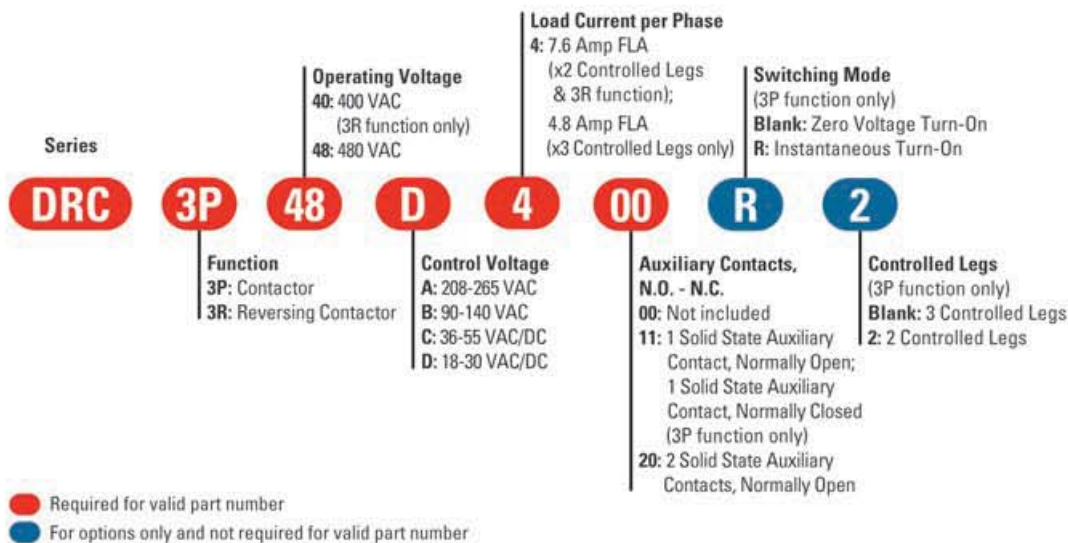 Load Current per Phase
4: 7.6 Amp FLA
(x2 Controlled Legs
& 3R function);
4.8 Amp FLA
(x3 Controlled Legs only)
Operating Voltage
40: 400 VAC
(3R function only)
48: 480 VAC
Switching Mode
(3P function only)
Blank: Zero Voltage Turn-On
R: Instantaneous Turn-On
Series
DRC 3P 48 D 4 00 R 2
Function
3P: Contactor
3R: Reversing Contactor
Control Voltage
A: 208-265 VAC
B: 90-140 VAC
C: 36-55 VAC/DC
D: 18-30 VAC/DC
Auxiliary Contacts,
N.O. - N.C.
00: Not included
11: 1 Solid State Auxiliary
Contact, Normally Open;
1 Solid State Auxiliary
Contact, Normally Closed
(3P function only)
20: 2 Solid State Auxiliary
Contacts, Normally Open
Controlled Legs
(3P function only)
Blank: 3 Controlled Legs
2: 2 Controlled Legs
Required for valid part number
For options only and not required for valid part number